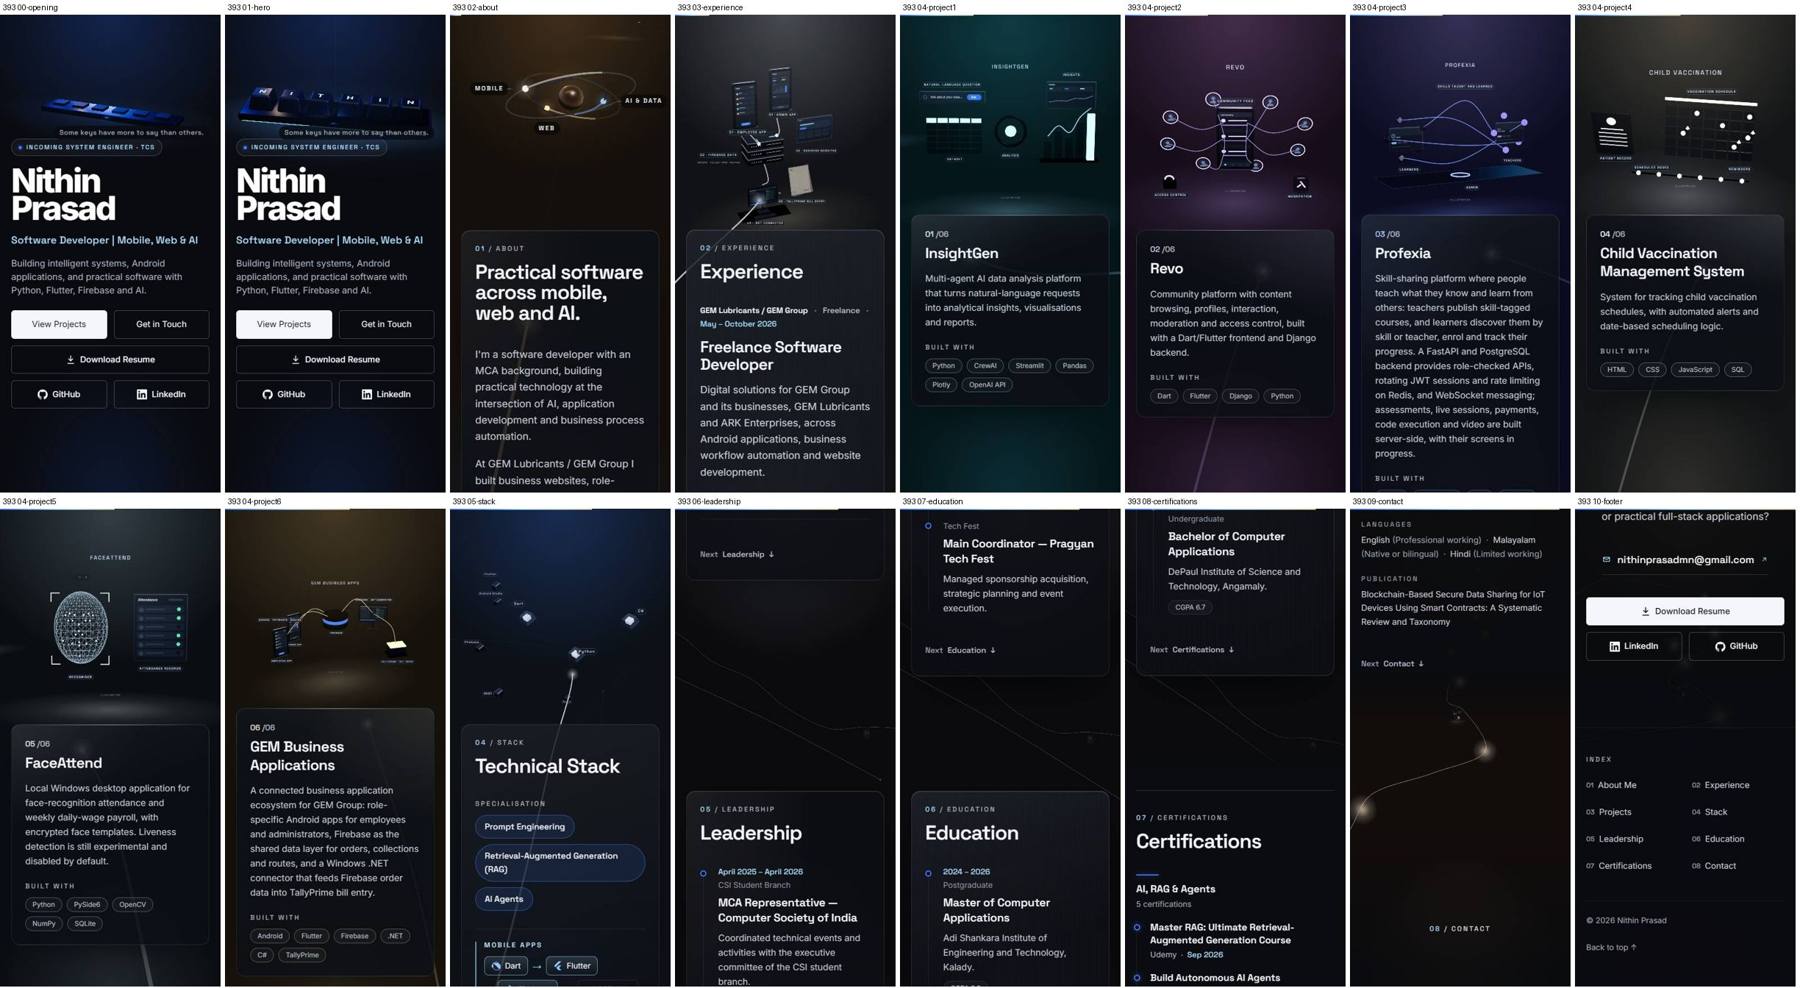 393 00-opening
Some keys have more to say than others.
INCOMING SYSTEM ENGINEER · TCS
Nithin
Prasad
Software Developer | Mobile, Web & AI
Building intelligent systems, Android
applications, and practical software with
Python, Flutter, Firebase and AI.
View Projects
Get in Touch
Download Resume
GitHub
LinkedIn
393 01-hero
N I T H I N
Some keys have more to say than others.
INCOMING SYSTEM ENGINEER · TCS
Nithin
Prasad
Software Developer | Mobile, Web & AI
Building intelligent systems, Android
applications, and practical software with
Python, Flutter, Firebase and AI.
View Projects
Get in Touch
Download Resume
GitHub
LinkedIn
393 02-about
MOBILE
AI & DATA
WEB
01 / ABOUT
Practical software
across mobile,
web and AI.
I'm a software developer with an
MCA background, building
practical technology at the
intersection of AI, application
development and business process
automation.
At GEM Lubricants / GEM Group I
built business websites, role-
393 03-experience
02 / EXPERIENCE
Experience
GEM Lubricants / GEM Group · Freelance ·
May – October 2026
Freelance Software
Developer
Digital solutions for GEM Group
and its businesses, GEM Lubricants
and ARK Enterprises, across
Android applications, business
workflow automation and website
development.
393 04-project1
INSIGHTGEN
NATURAL LANGUAGE QUESTION
INSIGHTS
DATASET
ANALYSIS
01 /06
InsightGen
Multi-agent AI data analysis platform
that turns natural-language requests
into analytical insights, visualisations
and reports.
BUILT WITH
Python
CrewAI
Streamlit
Pandas
Plotly
OpenAI API
393 04-project2
REVO
COMMUNITY FEED
ACCESS CONTROL
MODERATION
02 /06
Revo
Community platform with content
browsing, profiles, interaction,
moderation and access control, built
with a Dart/Flutter frontend and Django
backend.
BUILT WITH
Dart
Flutter
Django
Python
393 04-project3
PROFEXIA
SKILLS TAUGHT AND LEARNED
LEARNERS
TEACHERS
ADMIN
03 /06
Profexia
Skill-sharing platform where people
teach what they know and learn from
others: teachers publish skill-tagged
courses, and learners discover them by
skill or teacher, enrol and track their
progress. A FastAPI and PostgreSQL
backend provides role-checked APIs,
rotating JWT sessions and rate limiting
on Redis, and WebSocket messaging;
assessments, live sessions, payments,
code execution and video are built
server-side, with their screens in
progress.
BUILT WITH
393 04-project4
CHILD VACCINATION
VACCINATION SCHEDULE
PATIENT RECORD
REMINDERS
04 /06
Child Vaccination
Management System
System for tracking child vaccination
schedules, with automated alerts and
date-based scheduling logic.
BUILT WITH
HTML
CSS
JavaScript
SQL
393 04-project5
FACEATTEND
Attendance
RECOGNISED
ATTENDANCE RECORDS
05 /06
FaceAttend
Local Windows desktop application for
face-recognition attendance and
weekly daily-wage payroll, with
encrypted face templates. Liveness
detection is still experimental and
disabled by default.
BUILT WITH
Python
PySide6
OpenCV
NumPy
SQLite
393 04-project6
GEM BUSINESS APPS
06 /06
GEM Business
Applications
A connected business application
ecosystem for GEM Group: role-
specific Android apps for employees
and administrators, Firebase as the
shared data layer for orders, collections
and routes, and a Windows .NET
connector that feeds Firebase order
data into TallyPrime bill entry.
BUILT WITH
Android
Flutter
Firebase
.NET
C#
TallyPrime
393 05-stack
Dart
C#
Python
04 / STACK
Technical Stack
SPECIALISATION
Prompt Engineering
Retrieval-Augmented Generation
(RAG)
AI Agents
MOBILE APPS
Dart → Flutter
393 06-leadership
Next Leadership ↓
05 / LEADERSHIP
Leadership
April 2025 – April 2026
CSI Student Branch
MCA Representative —
Computer Society of India
Coordinated technical events and
activities with the executive
committee of the CSI student
branch.
393 07-education
Tech Fest
Main Coordinator — Pragyan
Tech Fest
Managed sponsorship acquisition,
strategic planning and event
execution.
Next Education ↓
06 / EDUCATION
Education
2024 – 2026
Postgraduate
Master of Computer
Applications
Adi Shankara Institute of
Engineering and Technology,
Kalady.
393 08-certifications
Undergraduate
Bachelor of Computer
Applications
DePaul Institute of Science and
Technology, Angamaly.
CGPA 6.7
Next Certifications ↓
07 / CERTIFICATIONS
Certifications
AI, RAG & Agents
5 certifications
Master RAG: Ultimate Retrieval-
Augmented Generation Course
Udemy · Sep 2026
Build Autonomous AI Agents
393 09-contact
LANGUAGES
English (Professional working) · Malayalam
(Native or bilingual) · Hindi (Limited working)
PUBLICATION
Blockchain-Based Secure Data Sharing for IoT
Devices Using Smart Contracts: A Systematic
Review and Taxonomy
Next Contact ↓
08 / CONTACT
393 10-footer
or practical full-stack applications?
nithinprasadmn@gmail.com
Download Resume
LinkedIn
GitHub
INDEX
01 About Me
02 Experience
03 Projects
04 Stack
05 Leadership
06 Education
07 Certifications
08 Contact
© 2026 Nithin Prasad
Back to top ↑